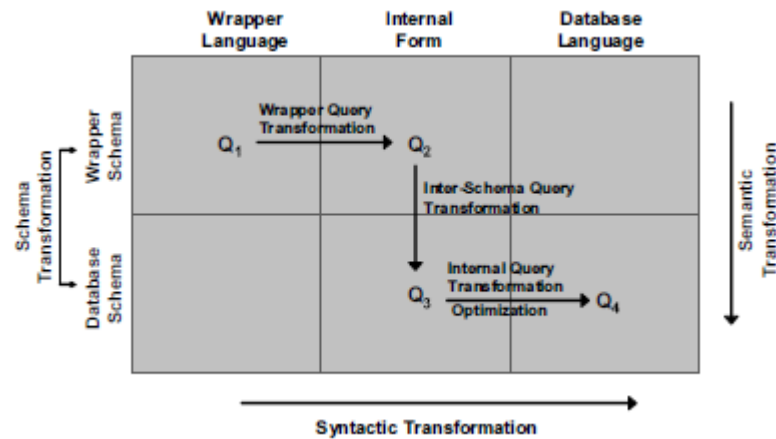 Wrapper Language
Internal Form
Database Language
Schema Transformation
Wrapper Schema
Database Schema
Q1
Wrapper Query
Transformation
Q2
Inter-Schema Query
Transformation
Q3
Internal Query
Transformation
Optimization
Q4
Semantic Transformation
Syntactic Transformation